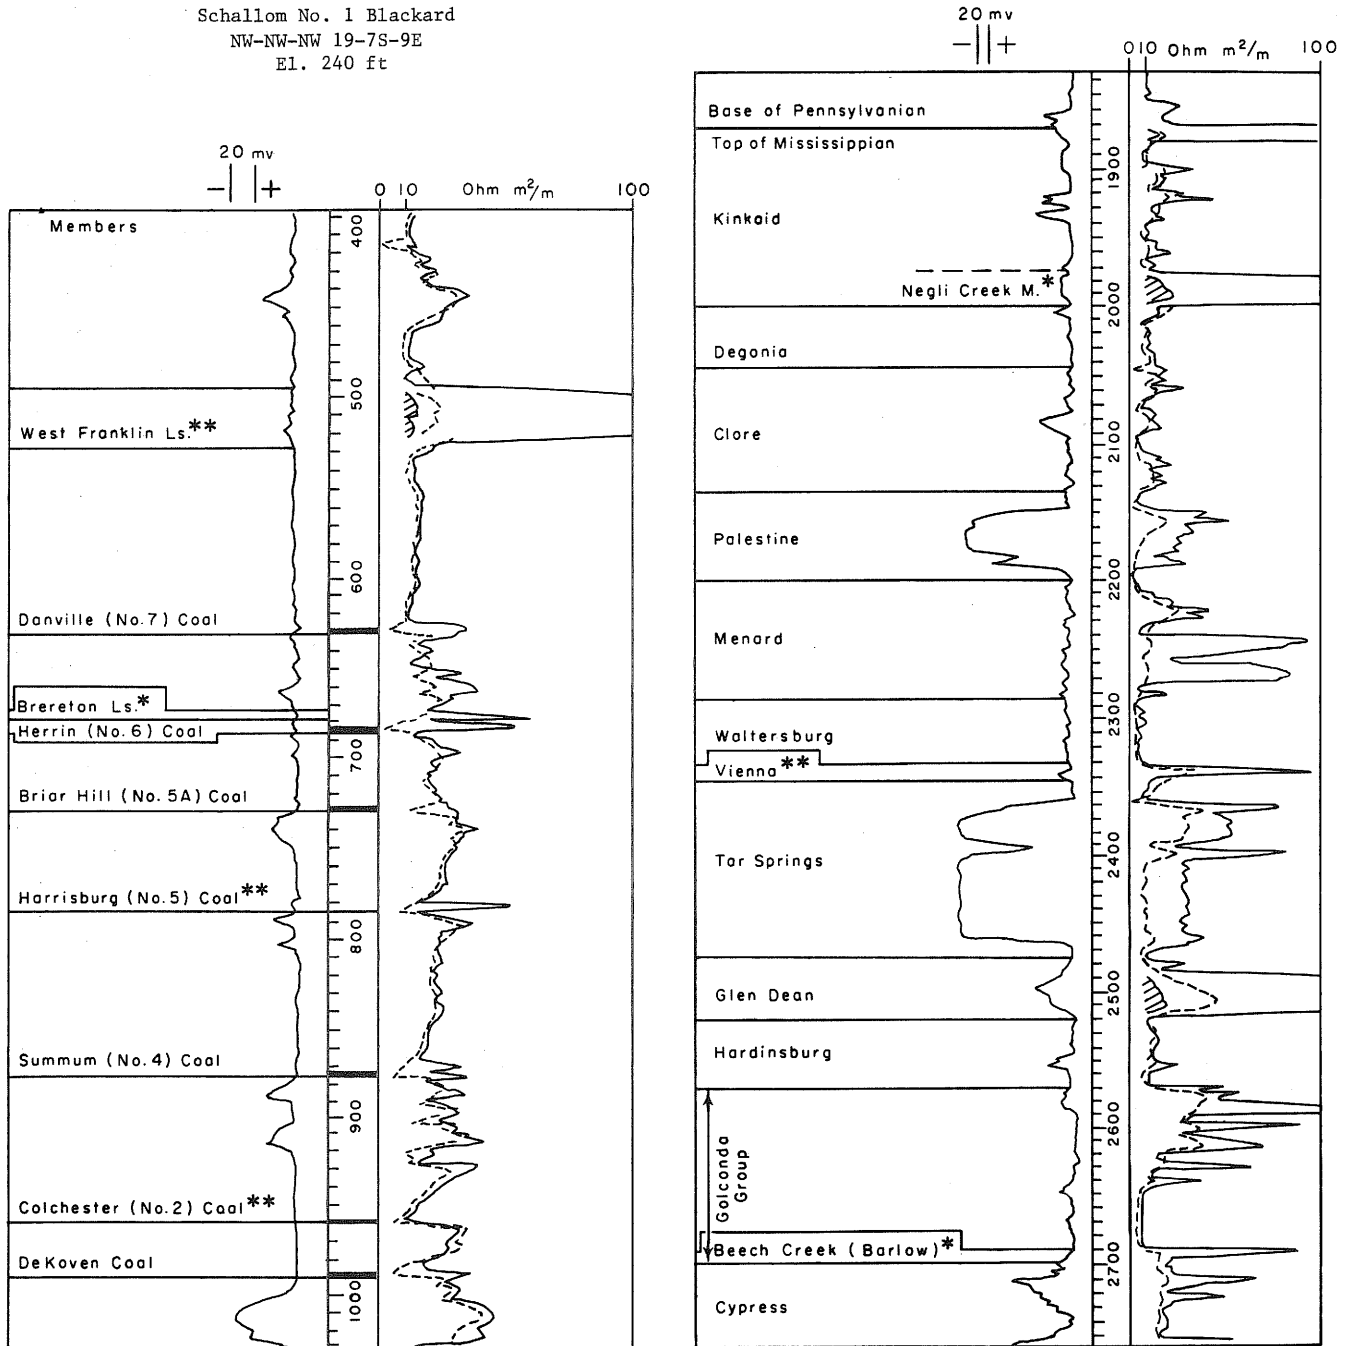 Schallom No. 1 Blackard
NW-NW-NW 19-7S-9E
El. 240 ft
20 mv
- +
0 10 Ohm m²/m 100
Members
West Franklin Ls.**
Danville (No.7) Coal
Brereton Ls.*
Herrin (No.6) Coal
Briar Hill (No.5A) Coal
Harrisburg (No.5) Coal**
Summum (No.4) Coal
Colchester (No.2) Coal**
DeKoven Coal
400
500
600
700
800
900
1000
20 mv
- +
0 10 Ohm m²/m 100
Base of Pennsylvanian
Top of Mississippian
Kinkaid
Negli Creek M.*
Degonia
Clore
Palestine
Menard
Waltersburg
Vienna**
Tar Springs
Glen Dean
Hardinsburg
Golconda
Group
Beech Creek (Barlow)*
Cypress
1900
2000
2100
2200
2300
2400
2500
2600
2700